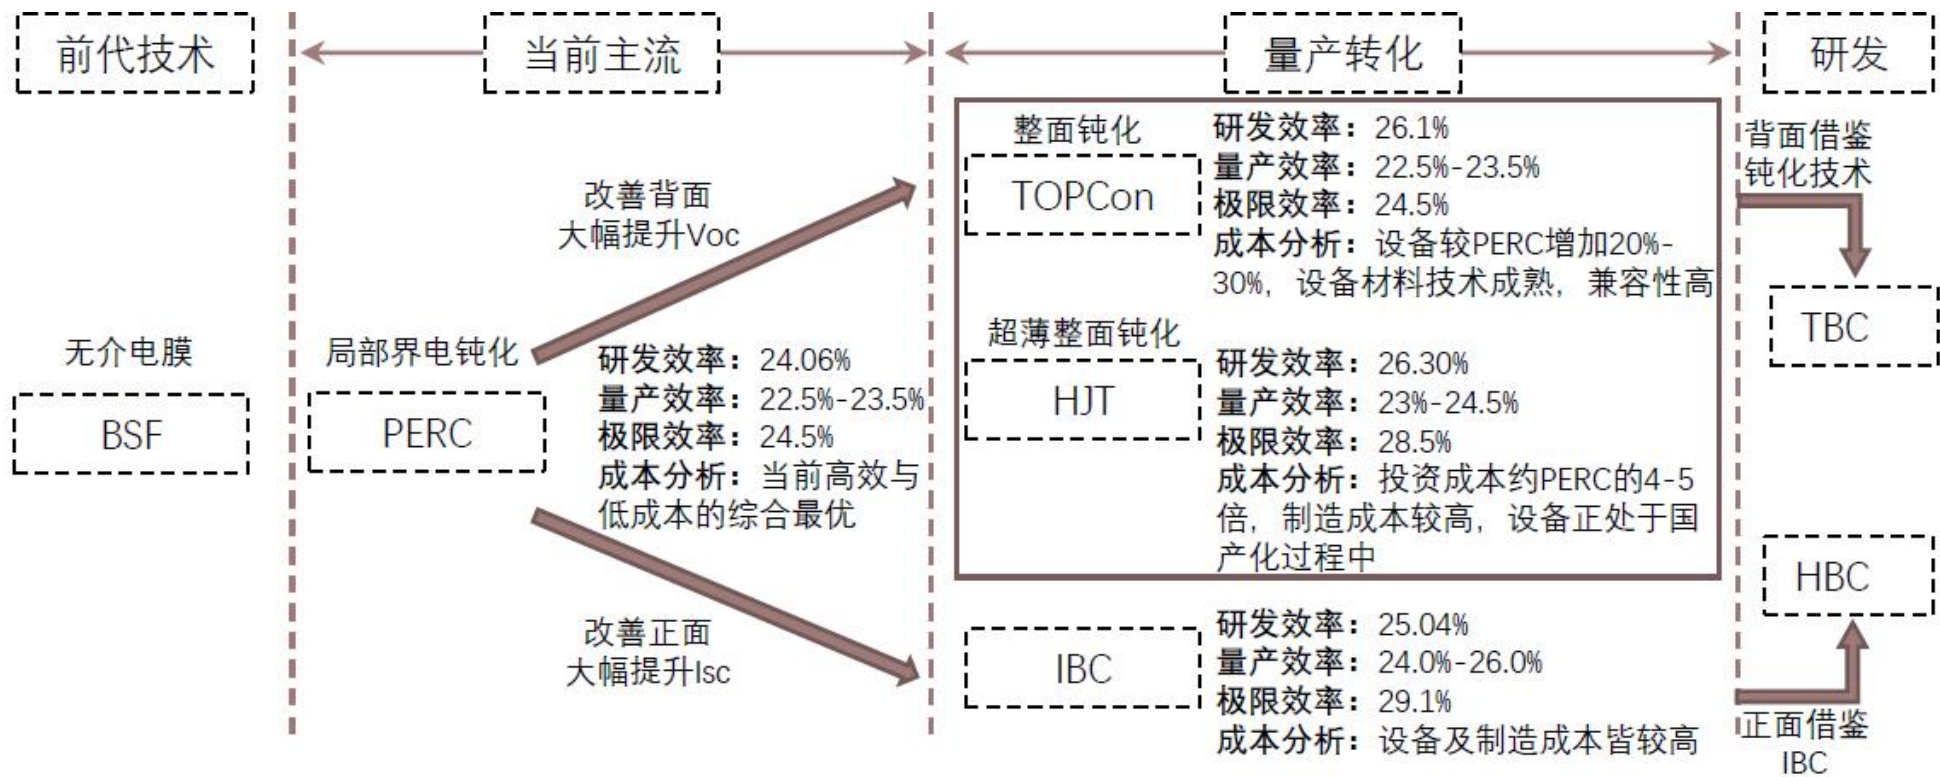 前代技术
当前主流
量产转化
研发
无介电膜
BSF
局部界电钝化
PERC
改善背面
大幅提升Voc
研发效率：24.06%
量产效率：22.5%-23.5%
极限效率：24.5%
成本分析：当前高效与
低成本的综合最优
改善正面
大幅提升Isc
整面钝化
TOPCon
研发效率：26.1%
量产效率：22.5%-23.5%
极限效率：24.5%
成本分析：设备较PERC增加20%-
30%，设备材料技术成熟，兼容性高
超薄整面钝化
HJT
研发效率：26.30%
量产效率：23%-24.5%
极限效率：28.5%
成本分析：投资成本约PERC的4-5
倍，制造成本较高，设备正处于国
产化过程中
IBC
研发效率：25.04%
量产效率：24.0%-26.0%
极限效率：29.1%
成本分析：设备及制造成本皆较高
背面借鉴
钝化技术
TBC
HBC
正面借鉴
IBC